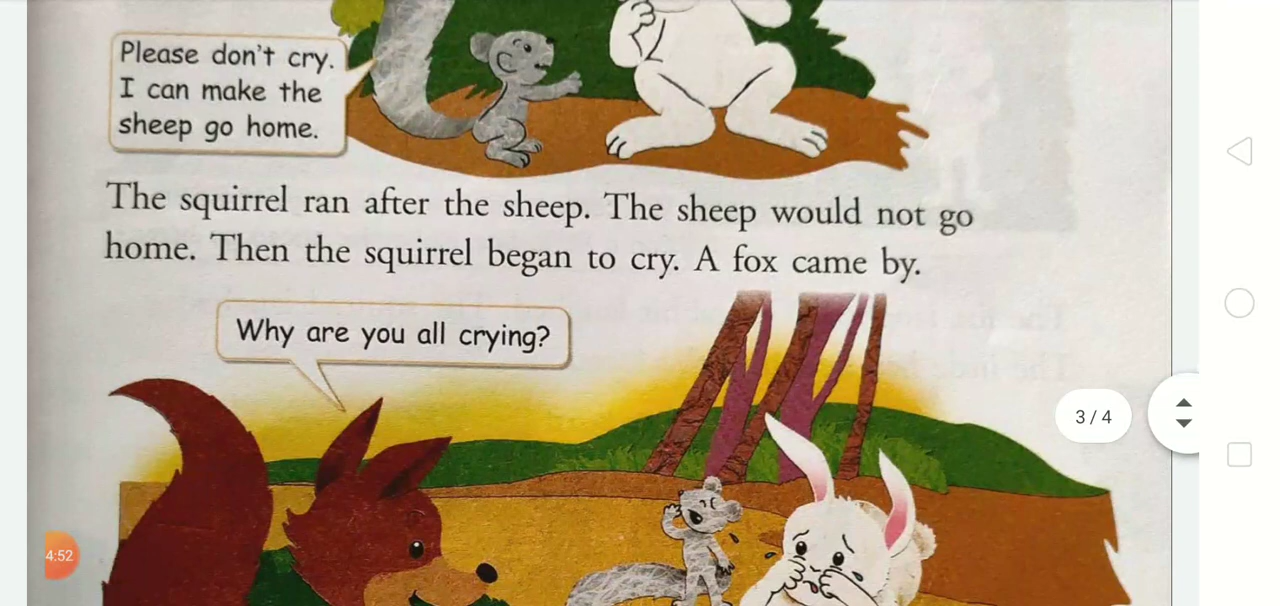 Please don't cry.
I can make the
sheep go home.
The squirrel ran after the sheep. The sheep would not go
home. Then the squirrel began to cry. A fox came by.
Why are you all crying?
3 / 4
4:52